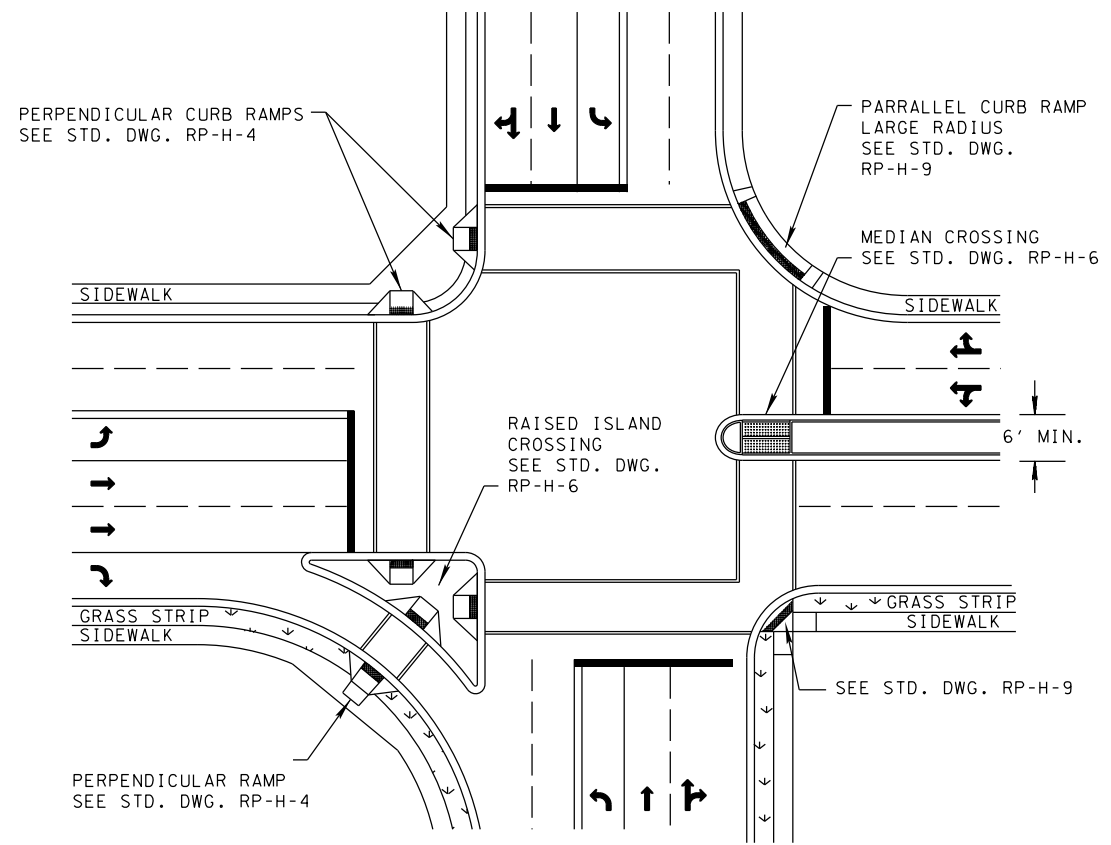 PERPENDICULAR CURB RAMPS
SEE STD. DWG. RP-H-4
PARRALLEL CURB RAMP
LARGE RADIUS
SEE STD. DWG.
RP-H-9
MEDIAN CROSSING
SEE STD. DWG. RP-H-6
SIDEWALK
SIDEWALK
RAISED ISLAND
CROSSING
SEE STD. DWG.
RP-H-6
6' MIN.
GRASS STRIP
SIDEWALK
GRASS STRIP
SIDEWALK
SEE STD. DWG. RP-H-9
PERPENDICULAR RAMP
SEE STD. DWG. RP-H-4